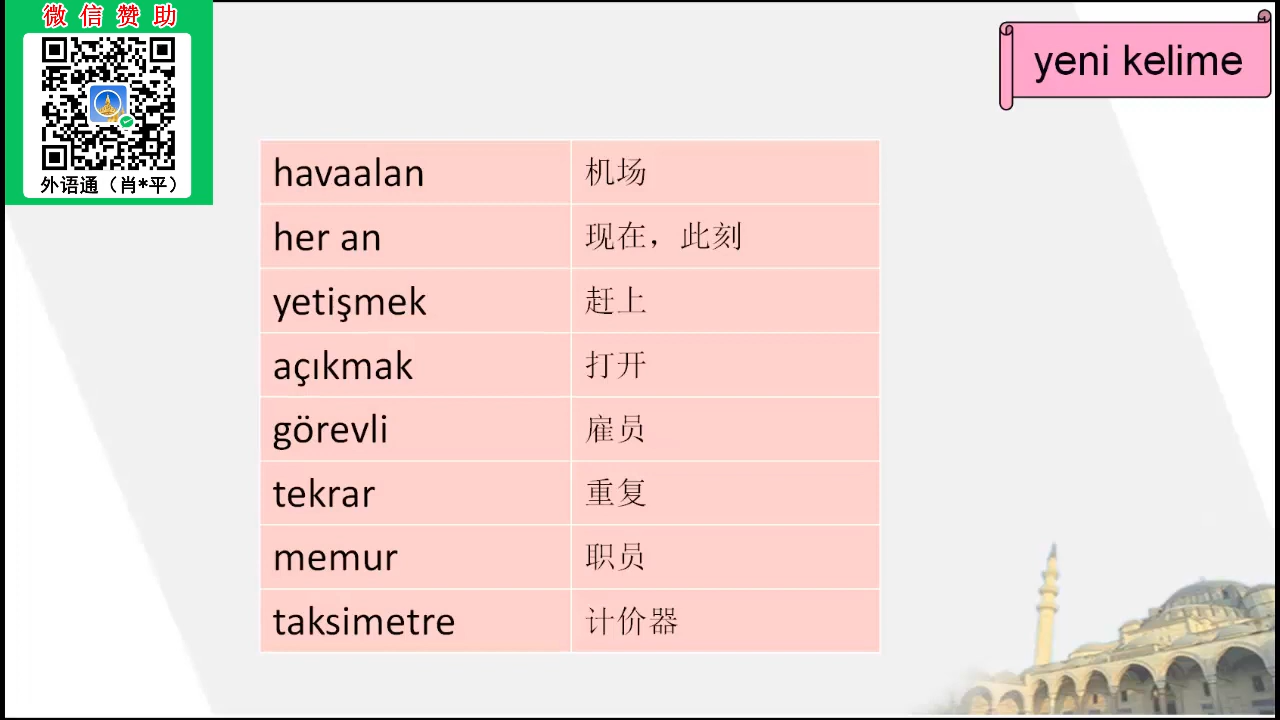 微信赞助
外语通（肖*平）
yeni kelime
havaalan 机场
her an 现在，此刻
yetişmek 赶上
açıkmak 打开
görevli 雇员
tekrar 重复
memur 职员
taksimetre 计价器